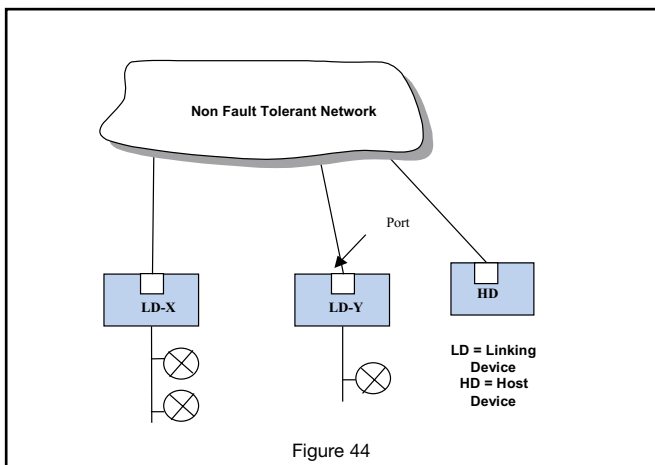 Non Fault Tolerant Network
Port
LD-X
LD-Y
HD
LD = Linking
Device
HD = Host
Device
Figure 44